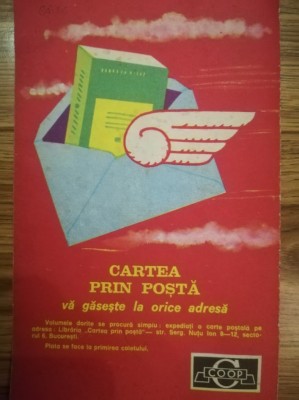 CARTEA
PRIN POȘTĂ
vă găsește la orice adresă
Volumele dorite se procură simplu: expediați o carte poștală pe
adresa: Librăria „Cartea prin poștă” — str. Serg. Nuțu Ion 8—12, secto-
rul 6, București.
Plata se face la primirea coletului.
COOP